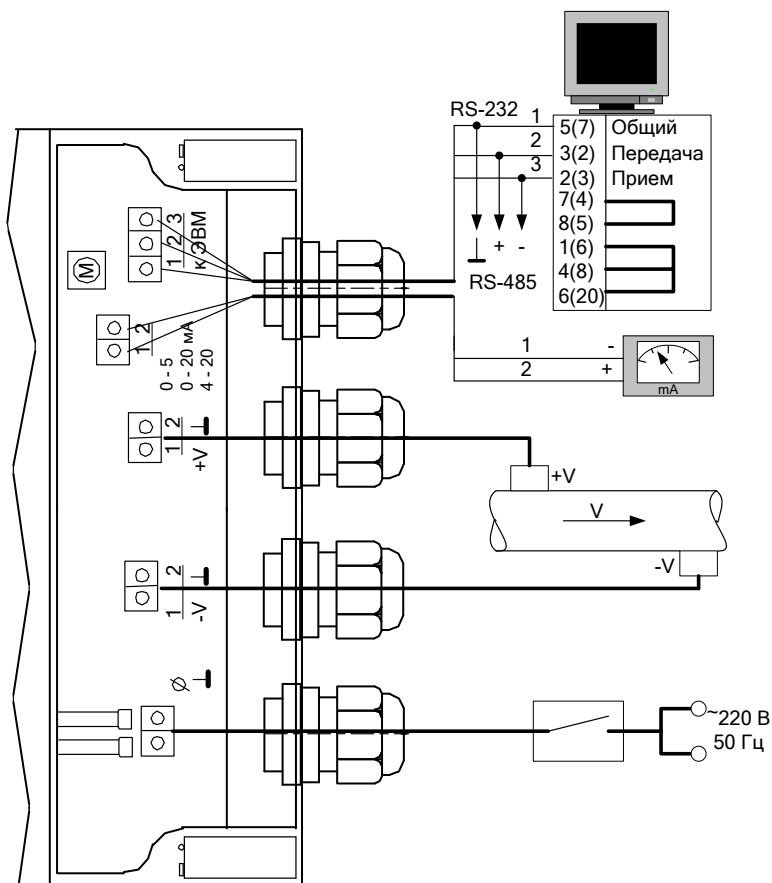 RS-232
1
5(7) Общий
2
3(2) Передача
3
2(3) Прием
7(4)
8(5)
1(6)
4(8)
6(20)
+ -
RS-485
1 2 3
к ЭВМ
M
1 2
0 - 5
0 - 20 мА
4 - 20
1 -
2 +
mA
1 2
+V
+V
V
-V
1 2
-V
~220 В
50 Гц